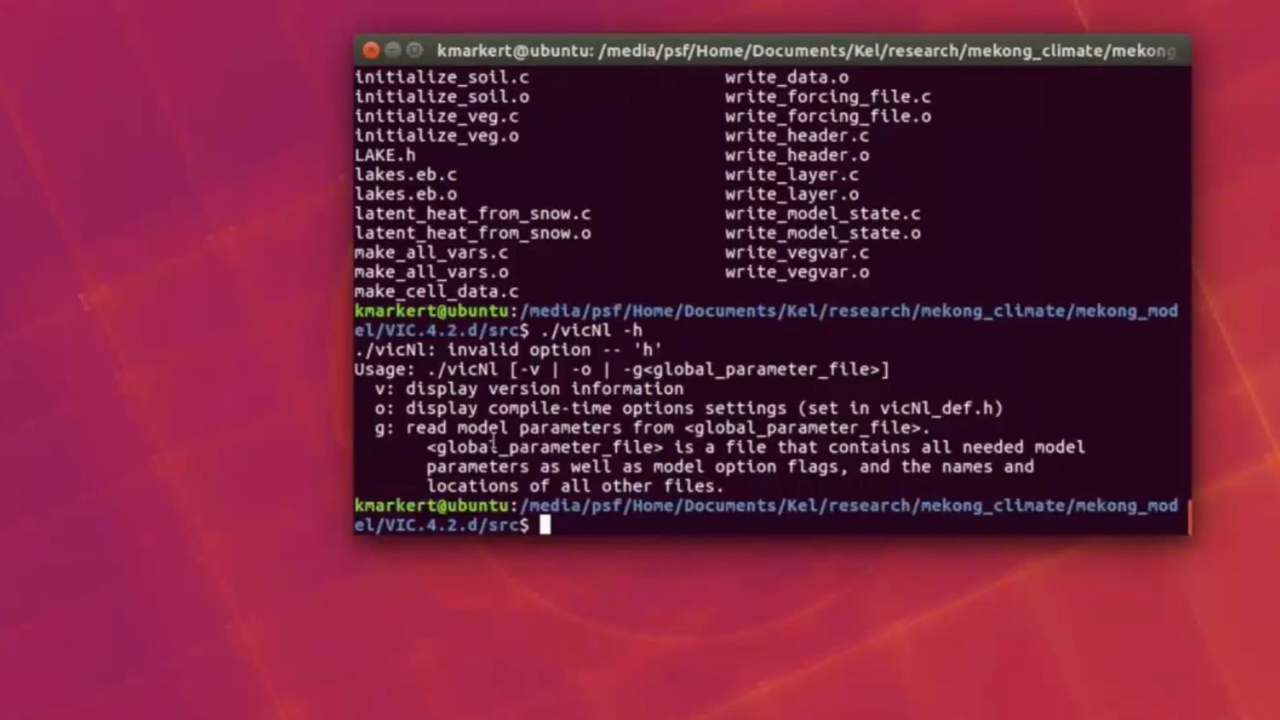 kmarkert@ubuntu: /media/psf/Home/Documents/Kel/research/mekong_climate/mekong
initialize_soil.c write_data.o
initialize_soil.o write_forcing_file.c
initialize_veg.c write_forcing_file.o
initialize_veg.o write_header.c
LAKE.h write_header.o
lakes.eb.c write_layer.c
lakes.eb.o write_layer.o
latent_heat_from_snow.c write_model_state.c
latent_heat_from_snow.o write_model_state.o
make_all_vars.c write_vegvar.c
make_all_vars.o write_vegvar.o
make_cell_data.c
kmarkert@ubuntu:/media/psf/Home/Documents/Kel/research/mekong_climate/mekong_mod
el/VIC.4.2.d/src$ ./vicNl -h
./vicNl: invalid option -- 'h'
Usage: ./vicNl [-v | -o | -g<global_parameter_file>]
v: display version information
o: display compile-time options settings (set in vicNl_def.h)
g: read model parameters from <global_parameter_file>.
<global_parameter_file> is a file that contains all needed model
parameters as well as model option flags, and the names and
locations of all other files.
kmarkert@ubuntu:/media/psf/Home/Documents/Kel/research/mekong_climate/mekong_mod
el/VIC.4.2.d/src$